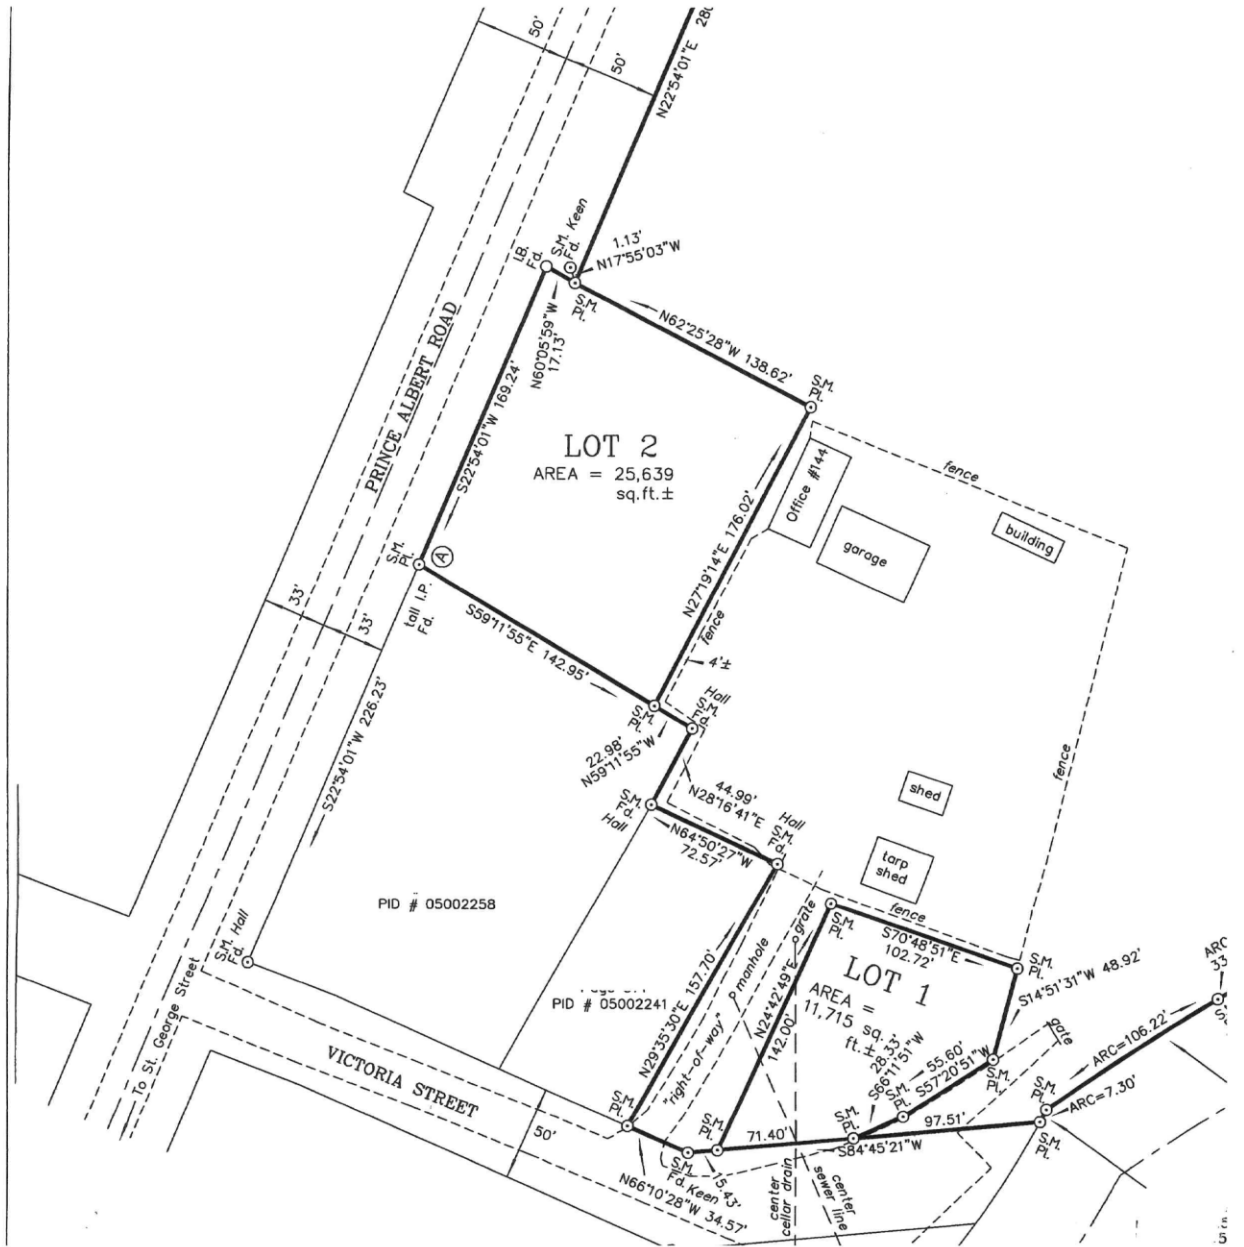 50'
50'
N22°54'01"E
S.M. Keen
Fd.
I.B.
Fd.
1.13'
N17°55'03"W
S.M.
Pl.
N60°05'59"W
17.13'
N62°25'28"W 138.62'
S.M.
Pl.
PRINCE ALBERT ROAD
S22°54'01"W 169.24'
LOT 2
AREA = 25,639
sq.ft.±
Office #144
fence
building
garage
N27°19'14"E 176.02'
fence
4'±
S.M.
Pl.
A
tall I.P.
Fd.
33'
33'
S59°11'55"E 142.95'
S.M.
Pl.
Hall
S.M.
Fd.
22.98'
N59°11'55"W
44.99'
N28°16'41"E
S.M.
Fd.
Hall
Hall
S.M.
Fd.
N64°50'27"W
72.57'
S22°54'01"W 226.23'
fence
shed
tarp
shed
PID # 05002258
S.M. Hall
Fd.
fence
S.M.
Pl.
grate
S70°48'51"E
102.72'
S.M.
Pl.
manhole
LOT 1
AREA =
11,715 sq.
ft.±
S14°51'31"W 48.92'
ARC
33
PID # 05002241
N29°35'30"E 157.70'
"right-of-way"
N24°42'49"E
142.00'
28.33'
S66°11'51"W
55.60'
S57°20'51"W
S.M.
Pl.
gate
ARC=106.22'
S.
To St. George Street
VICTORIA STREET
S.M.
Pl.
S.M.
Pl.
S.M.
Pl.
S.M.
Pl.
S.M.
Pl.
ARC=7.30'
S.M.
Pl.
50'
71.40'
97.51'
S84°45'21"W
S.M.
Fd. Keen
15.43'
N66°10'28"W 34.57'
center
cellar drain
center
sewer line